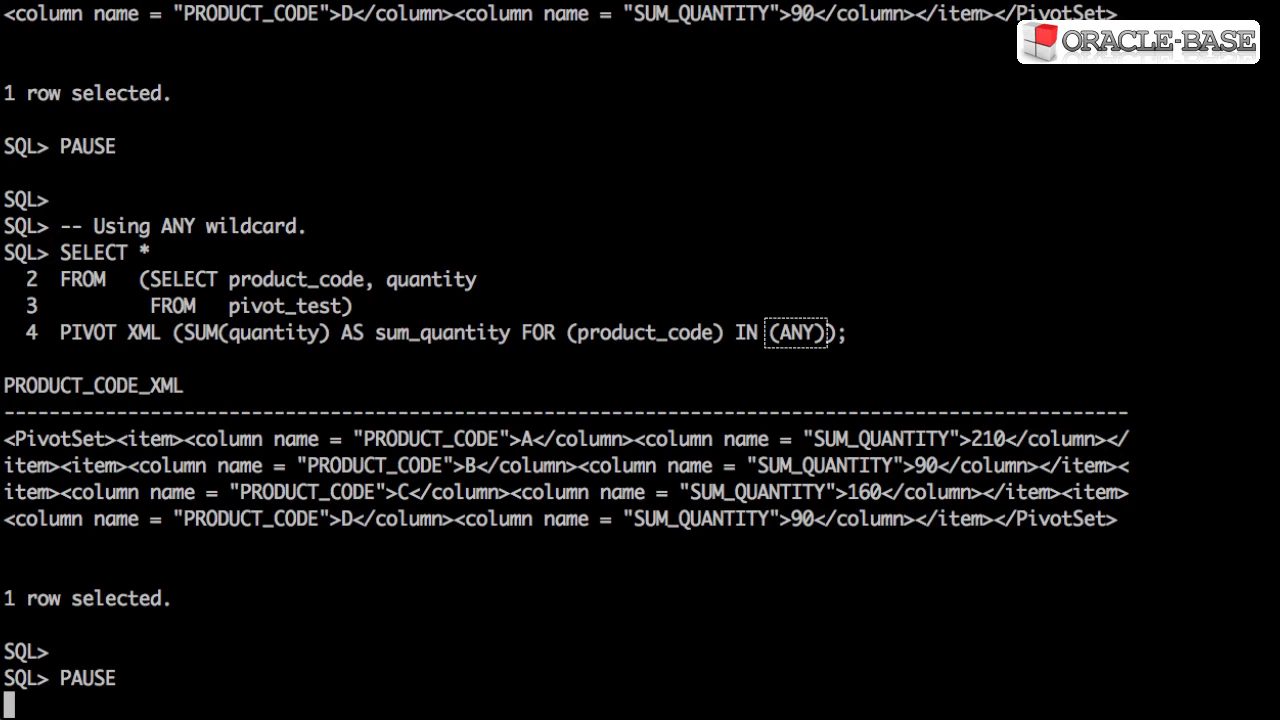 <column name = "PRODUCT_CODE">D</column><column name = "SUM_QUANTITY">90</column></item></PivotSet>
ORACLE-BASE
1 row selected.
SQL> PAUSE
SQL>
SQL> -- Using ANY wildcard.
SQL> SELECT *
  2  FROM   (SELECT product_code, quantity
  3          FROM   pivot_test)
  4  PIVOT XML (SUM(quantity) AS sum_quantity FOR (product_code) IN (ANY));
PRODUCT_CODE_XML
----------------------------------------------------------------------------------------------------
<PivotSet><item><column name = "PRODUCT_CODE">A</column><column name = "SUM_QUANTITY">210</column></
item><item><column name = "PRODUCT_CODE">B</column><column name = "SUM_QUANTITY">90</column></item><
item><column name = "PRODUCT_CODE">C</column><column name = "SUM_QUANTITY">160</column></item><item>
<column name = "PRODUCT_CODE">D</column><column name = "SUM_QUANTITY">90</column></item></PivotSet>
1 row selected.
SQL>
SQL> PAUSE